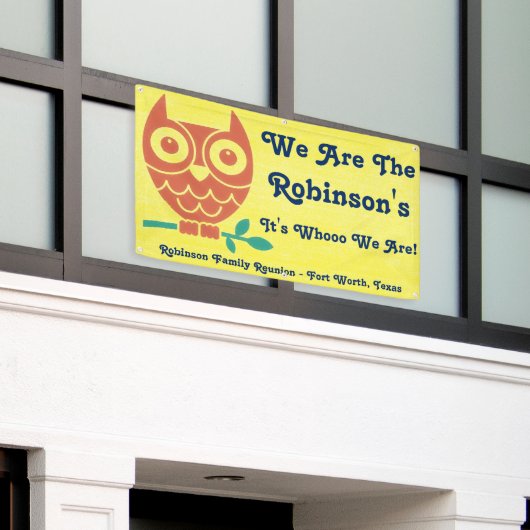 We Are The
Robinson's
It's Whooo We Are!
Robinson Family Reunion - Fort Worth, Texas